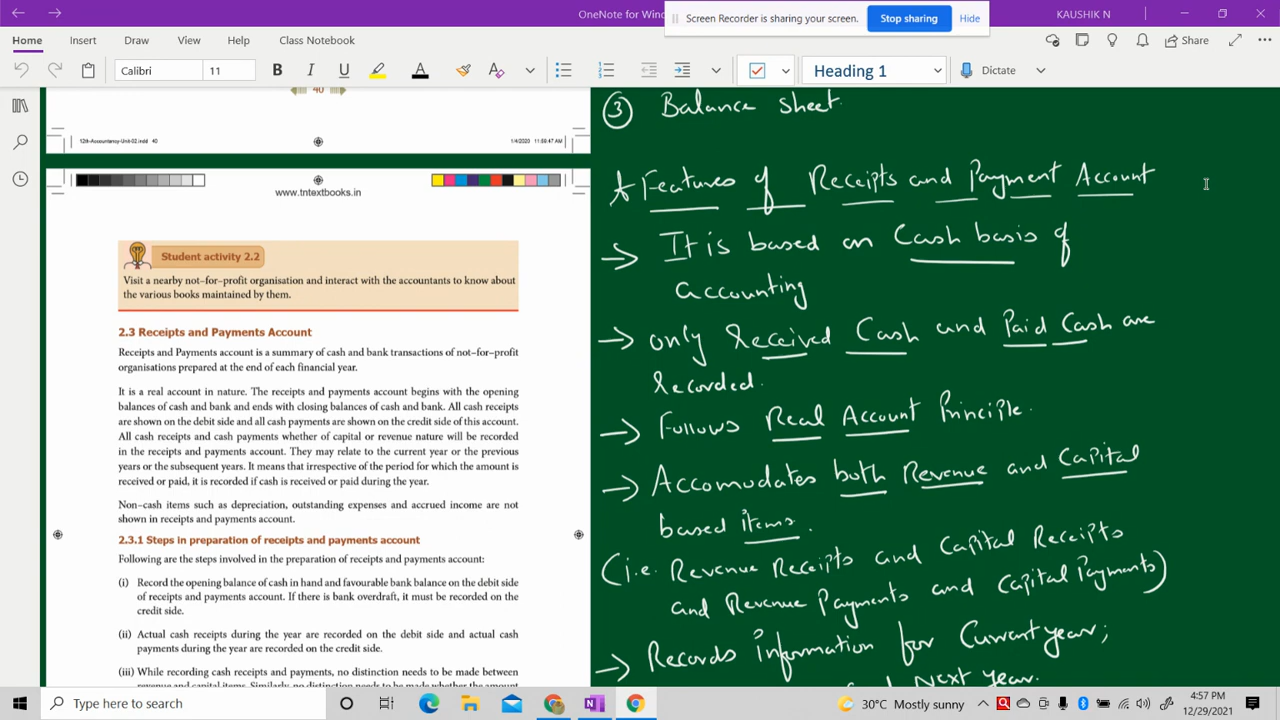 OneNote for Win
Screen Recorder is sharing your screen.
Stop sharing
Hide
KAUSHIK N
Home
Insert
Draw
View
Help
Class Notebook
Share
Calibri
11
B
I
U
A
Heading 1
Dictate
40
12th-Accountancy-Unit-02.indd 40
1/4/2020 11:59:47 AM
www.tntextbooks.in
Student activity 2.2
Visit a nearby not-for-profit organisation and interact with the accountants to know about
the various books maintained by them.
2.3 Receipts and Payments Account
Receipts and Payments account is a summary of cash and bank transactions of not-for-profit
organisations prepared at the end of each financial year.
It is a real account in nature. The receipts and payments account begins with the opening
balances of cash and bank and ends with closing balances of cash and bank. All cash receipts
are shown on the debit side and all cash payments are shown on the credit side of this account.
All cash receipts and cash payments whether of capital or revenue nature will be recorded
in the receipts and payments account. They may relate to the current year or the previous
years or the subsequent years. It means that irrespective of the period for which the amount is
received or paid, it is recorded if cash is received or paid during the year.
Non-cash items such as depreciation, outstanding expenses and accrued income are not
shown in receipts and payments account.
2.3.1 Steps in preparation of receipts and payments account
Following are the steps involved in the preparation of receipts and payments account:
(i) Record the opening balance of cash in hand and favourable bank balance on the debit side
of receipts and payments account. If there is bank overdraft, it must be recorded on the
credit side.
(ii) Actual cash receipts during the year are recorded on the debit side and actual cash
payments during the year are recorded on the credit side.
(iii) While recording cash receipts and payments, no distinction needs to be made between
3 Balance Sheet
Features of Receipts and Payment Account
→ It is based on Cash basis of
accounting
→ only Received Cash and Paid Cash are
Recorded.
→ Follows Real Account Principle.
→ Accomudates both Revenue and Capital
based items.
(i.e. Revenue Receipts and Capital Receipts
and Revenue Payments and Capital Payments)
→ Records Information for Current year;
Next year.
Type here to search
30°C Mostly sunny
4:57 PM
12/29/2021